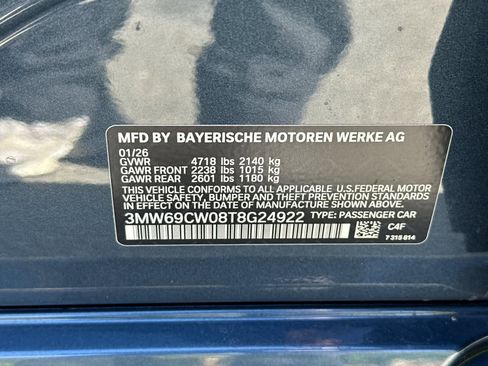 MFD BY BAYERISCHE MOTOREN WERKE AG
01/26
GVWR 4718 lbs 2140 kg
GAWR FRONT 2238 lbs 1015 kg
GAWR REAR 2601 lbs 1180 kg
THIS VEHICLE CONFORMS TO ALL APPLICABLE U.S.FEDERAL MOTOR
VEHICLE SAFETY, BUMPER, AND THEFT PREVENTION STANDARDS
IN EFFECT ON THE DATE OF MANUFACTURE SHOWN ABOVE.
3MW69CW08T8G24922 TYPE: PASSENGER CAR
C4F
7 318 814